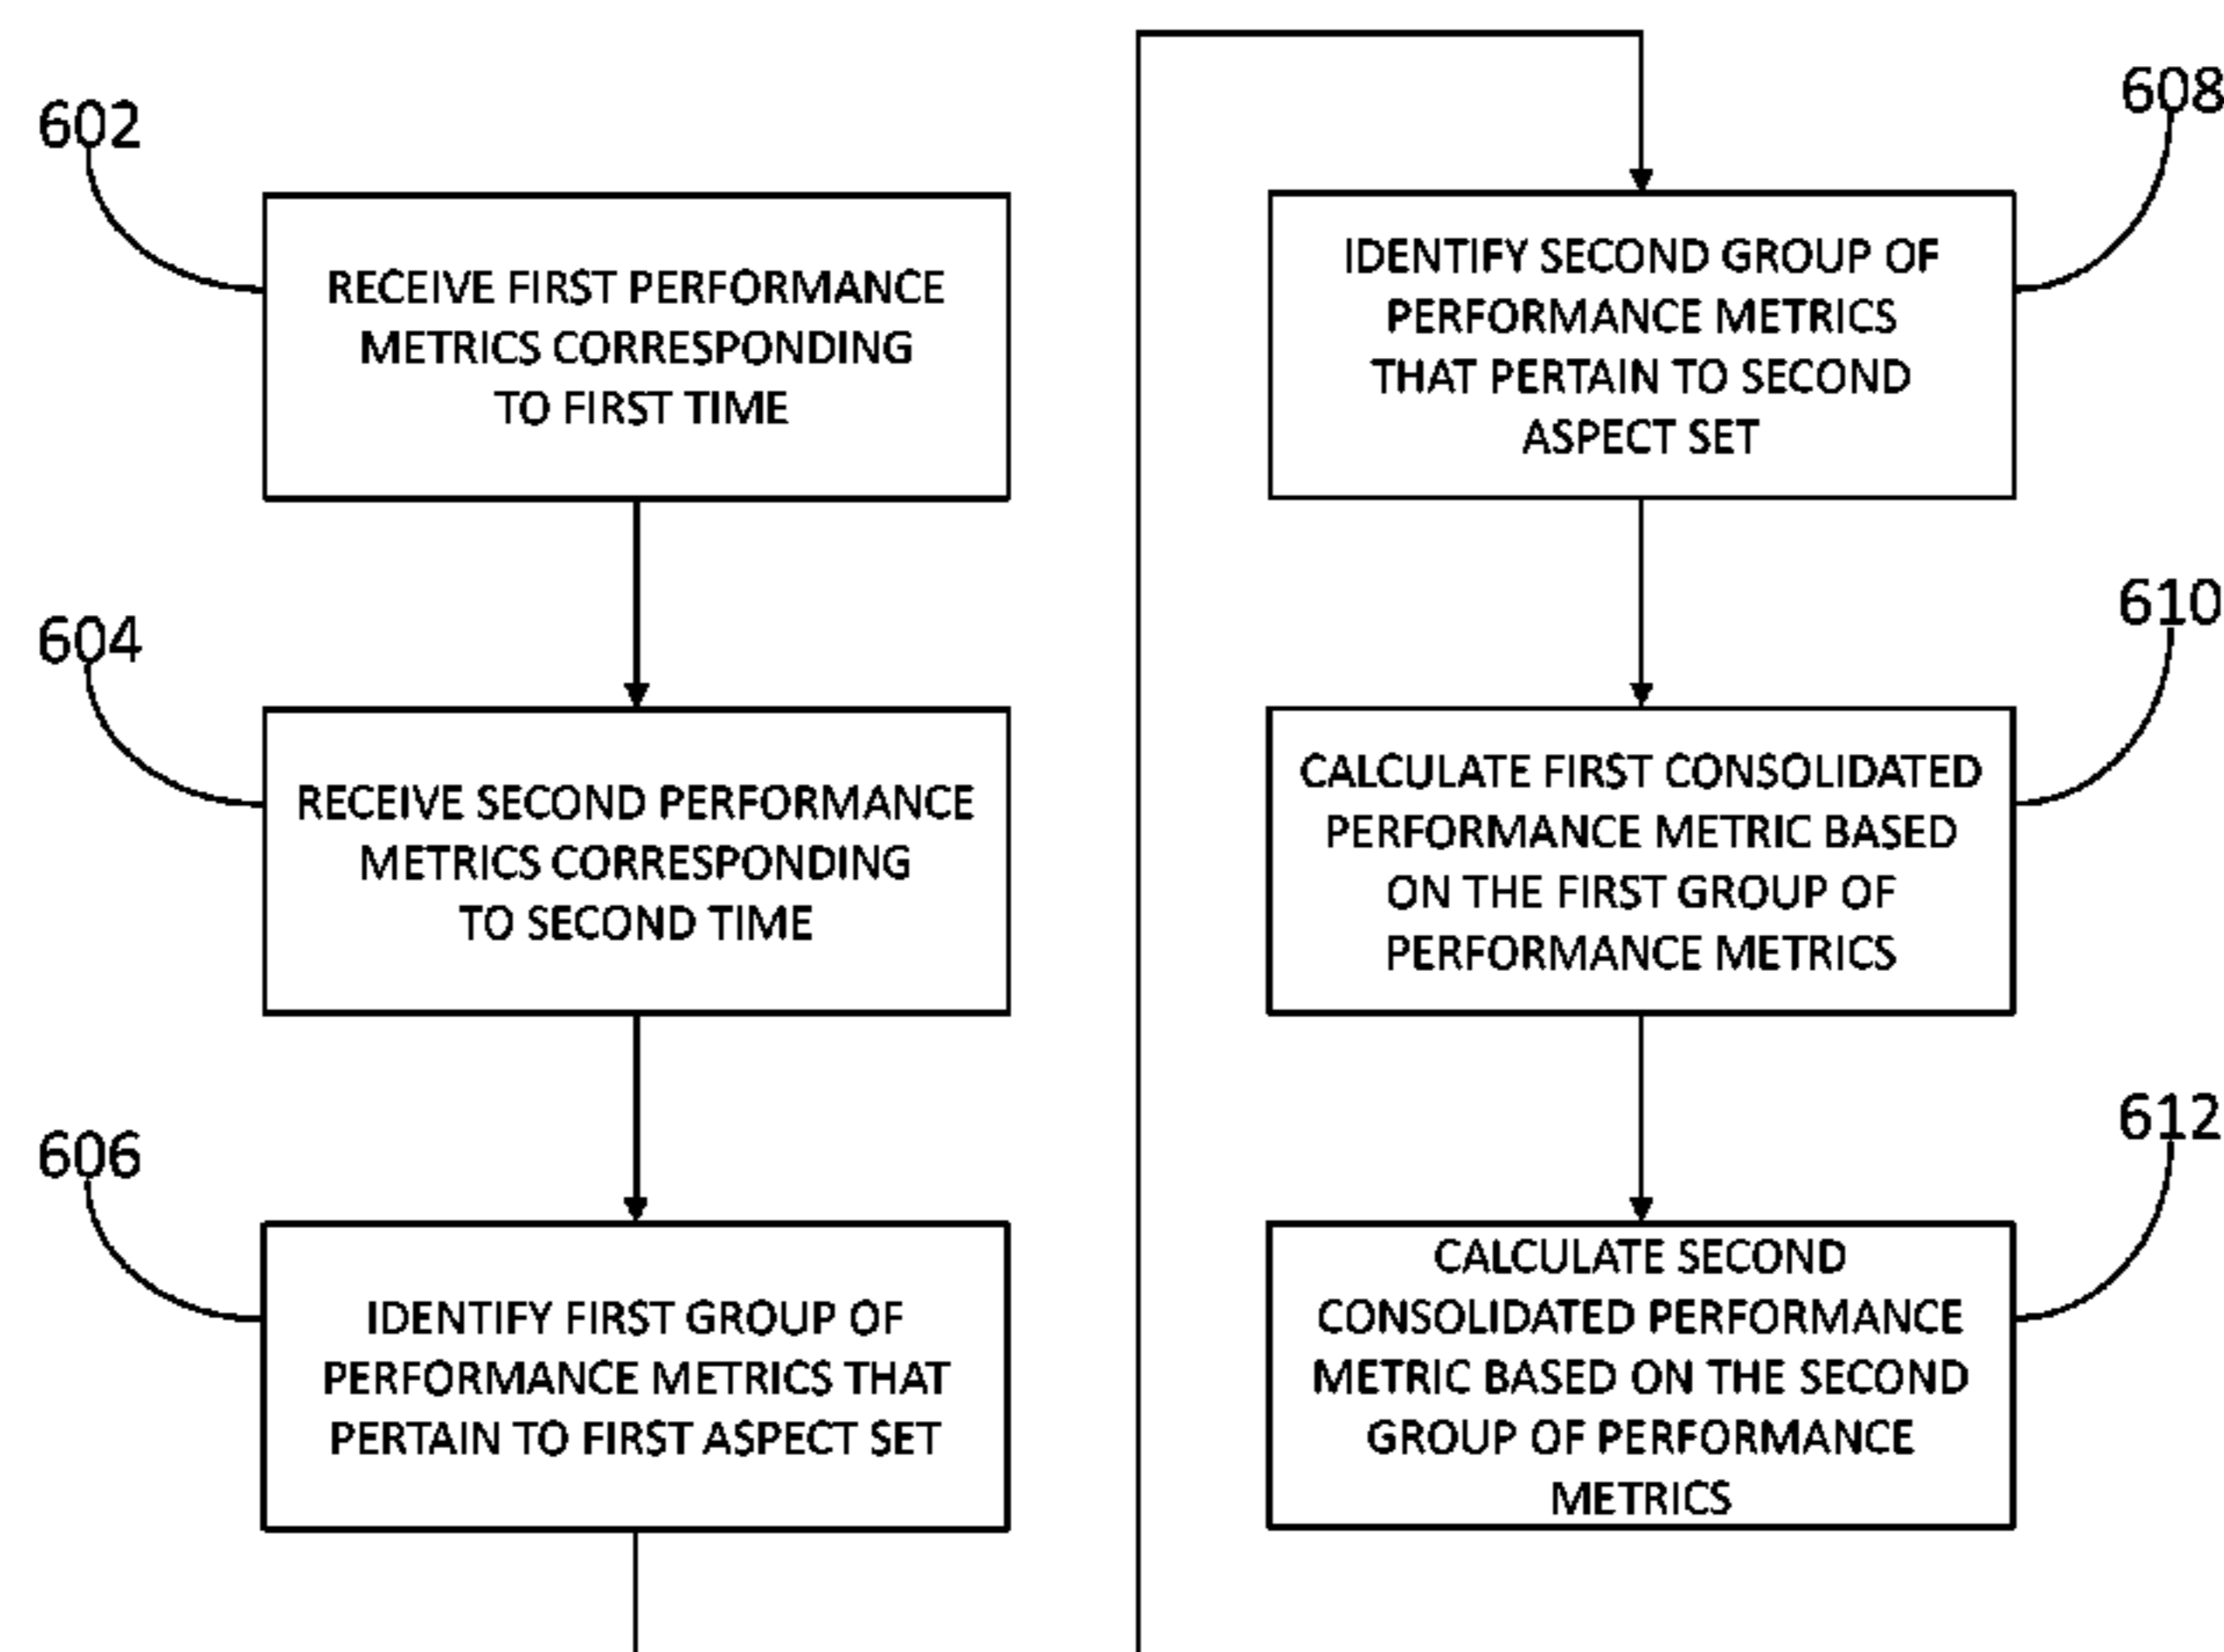 602
RECEIVE FIRST PERFORMANCE
METRICS CORRESPONDING
TO FIRST TIME
604
RECEIVE SECOND PERFORMANCE
METRICS CORRESPONDING
TO SECOND TIME
606
IDENTIFY FIRST GROUP OF
PERFORMANCE METRICS THAT
PERTAIN TO FIRST ASPECT SET
608
IDENTIFY SECOND GROUP OF
PERFORMANCE METRICS
THAT PERTAIN TO SECOND
ASPECT SET
610
CALCULATE FIRST CONSOLIDATED
PERFORMANCE METRIC BASED
ON THE FIRST GROUP OF
PERFORMANCE METRICS
612
CALCULATE SECOND
CONSOLIDATED PERFORMANCE
METRIC BASED ON THE SECOND
GROUP OF PERFORMANCE
METRICS